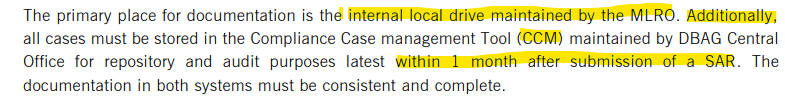 The primary place for documentation is the internal local drive maintained by the MLRO. Additionally,
all cases must be stored in the Compliance Case management Tool (CCM) maintained by DBAG Central
Office for repository and audit purposes latest within 1 month after submission of a SAR. The
documentation in both systems must be consistent and complete.